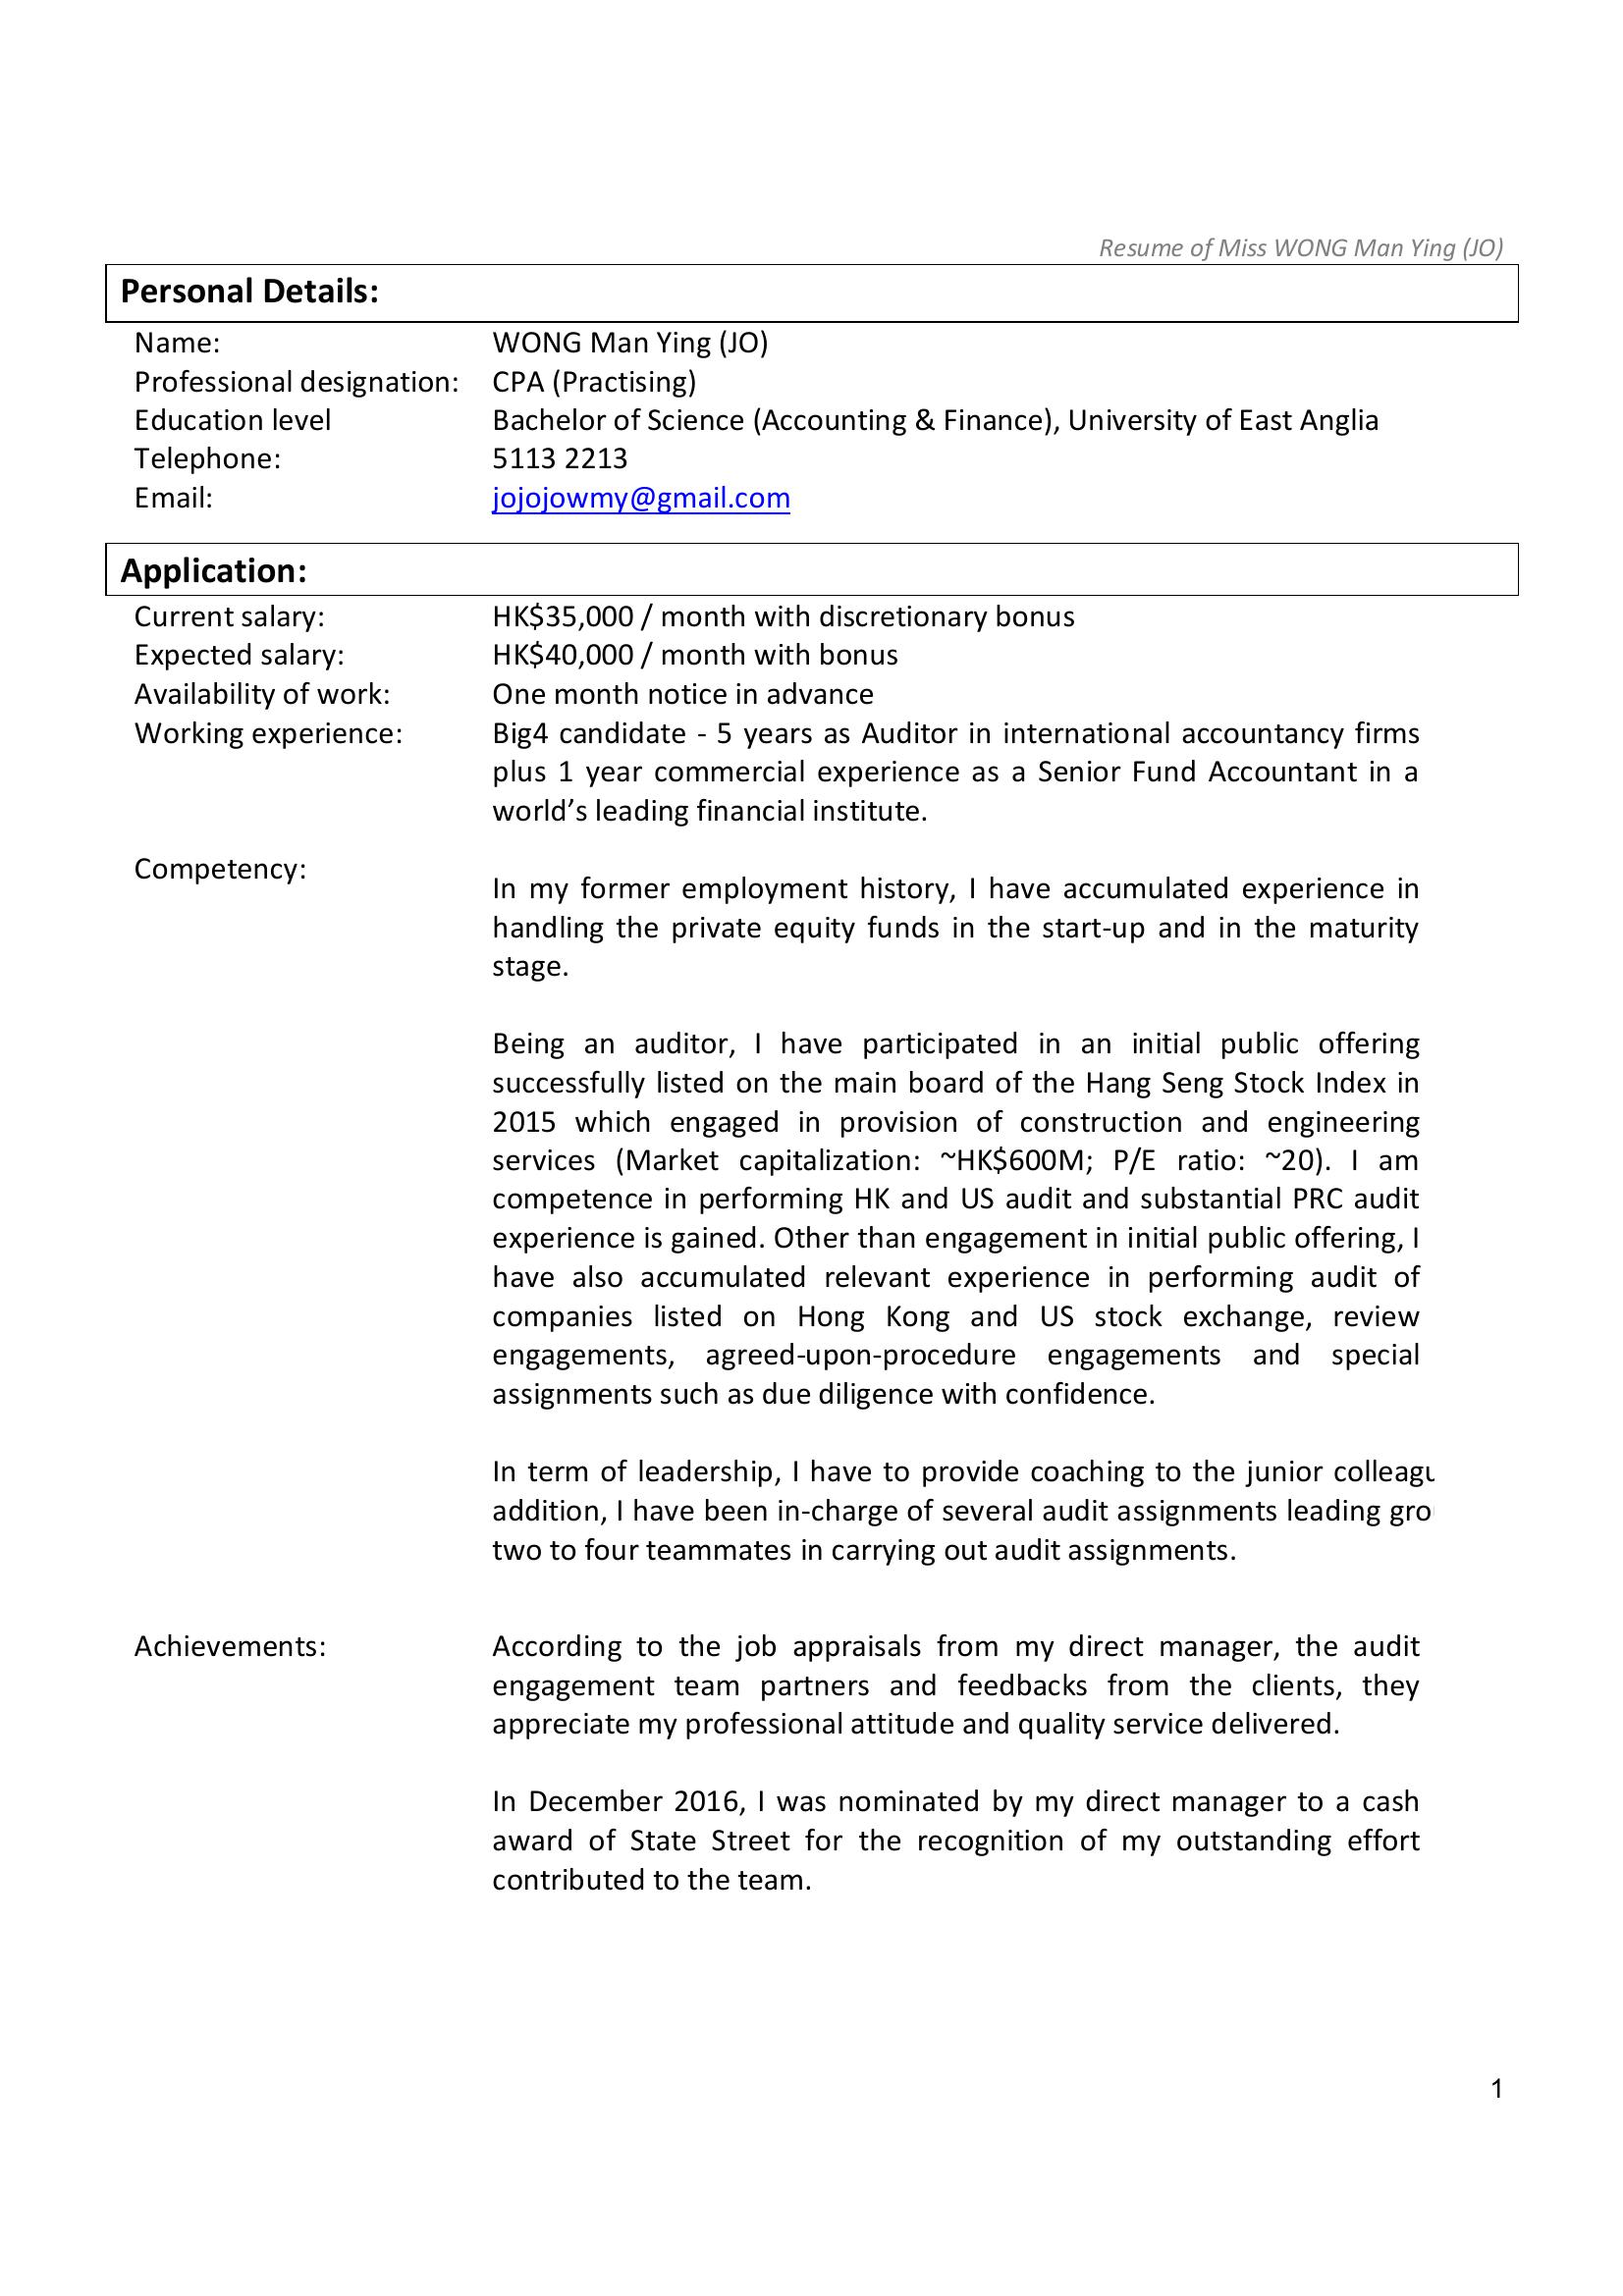 Resume of Miss WONG Man Ying (JO)
Personal Details:
Name: WONG Man Ying (JO)
Professional designation: CPA (Practising)
Education level Bachelor of Science (Accounting & Finance), University of East Anglia
Telephone: 5113 2213
Email: jojojowmy@gmail.com
Application:
Current salary: HK$35,000 / month with discretionary bonus
Expected salary: HK$40,000 / month with bonus
Availability of work: One month notice in advance
Working experience: Big4 candidate - 5 years as Auditor in international accountancy firms
plus 1 year commercial experience as a Senior Fund Accountant in a
world’s leading financial institute.
Competency:
In my former employment history, I have accumulated experience in
handling the private equity funds in the start-up and in the maturity
stage.
Being an auditor, I have participated in an initial public offering
successfully listed on the main board of the Hang Seng Stock Index in
2015 which engaged in provision of construction and engineering
services (Market capitalization: ~HK$600M; P/E ratio: ~20). I am
competence in performing HK and US audit and substantial PRC audit
experience is gained. Other than engagement in initial public offering, I
have also accumulated relevant experience in performing audit of
companies listed on Hong Kong and US stock exchange, review
engagements, agreed-upon-procedure engagements and special
assignments such as due diligence with confidence.
In term of leadership, I have to provide coaching to the junior colleagu
addition, I have been in-charge of several audit assignments leading gro
two to four teammates in carrying out audit assignments.
Achievements: According to the job appraisals from my direct manager, the audit
engagement team partners and feedbacks from the clients, they
appreciate my professional attitude and quality service delivered.
In December 2016, I was nominated by my direct manager to a cash
award of State Street for the recognition of my outstanding effort
contributed to the team.
1